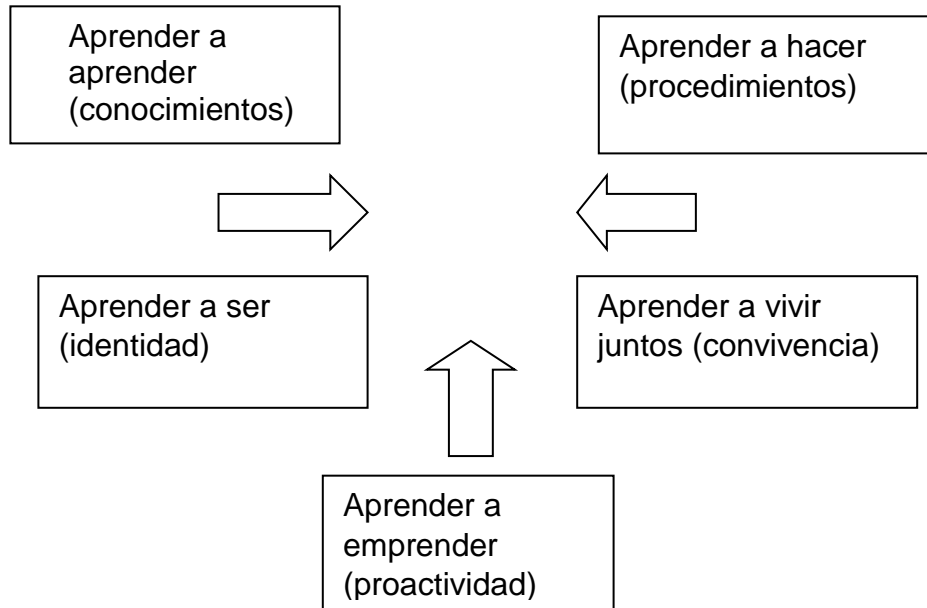 Aprender a
aprender
(conocimientos)
Aprender a hacer
(procedimientos)
Aprender a ser
(identidad)
Aprender a vivir
juntos (convivencia)
Aprender a
emprender
(proactividad)